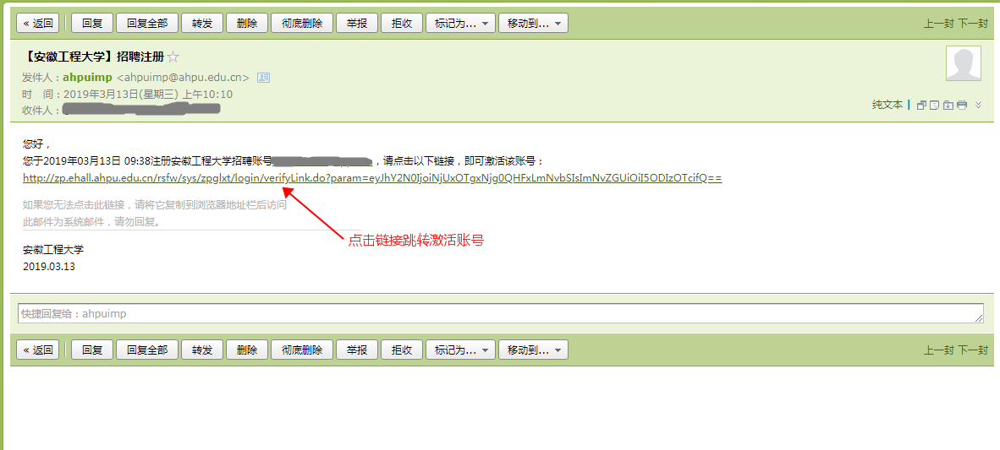 « 返回 回复 回复全部 转发 删除 彻底删除 举报 拒收 标记为... 移动到... 上一封 下一封
【安徽工程大学】招聘注册
发件人：ahpuimp <ahpuimp@ahpu.edu.cn>
时 间：2019年3月13日(星期三) 上午10:10
收件人：
纯文本 |
您好，
您于2019年03月13日 09:38注册安徽工程大学招聘账号 ，请点击以下链接，即可激活该账号：
http://zp.ehall.ahpu.edu.cn/rsfw/sys/zpglxt/login/verifyLink.do?param=eyJhY2N0IjoiNjUxOTgxNjg0QHFxLmNvbSIsImNvZGUiOiI5ODIzOTcifQ==
如果您无法点击此链接，请将它复制到浏览器地址栏后访问
此邮件为系统邮件，请勿回复。
点击链接跳转激活账号
安徽工程大学
2019.03.13
快捷回复给：ahpuimp
« 返回 回复 回复全部 转发 删除 彻底删除 举报 拒收 标记为... 移动到... 上一封 下一封